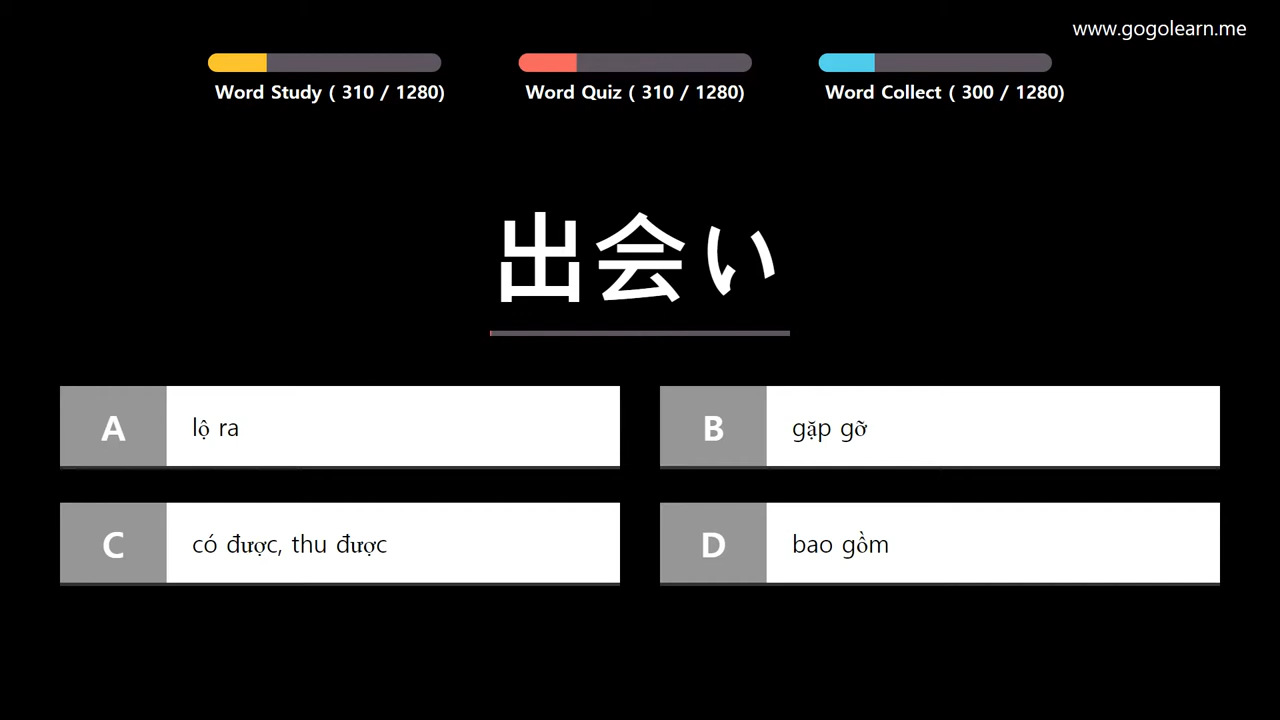 www.gogolearn.me
Word Study ( 310 / 1280)
Word Quiz ( 310 / 1280)
Word Collect ( 300 / 1280)
出会い
A lộ ra
B gặp gỡ
C có được, thu được
D bao gồm